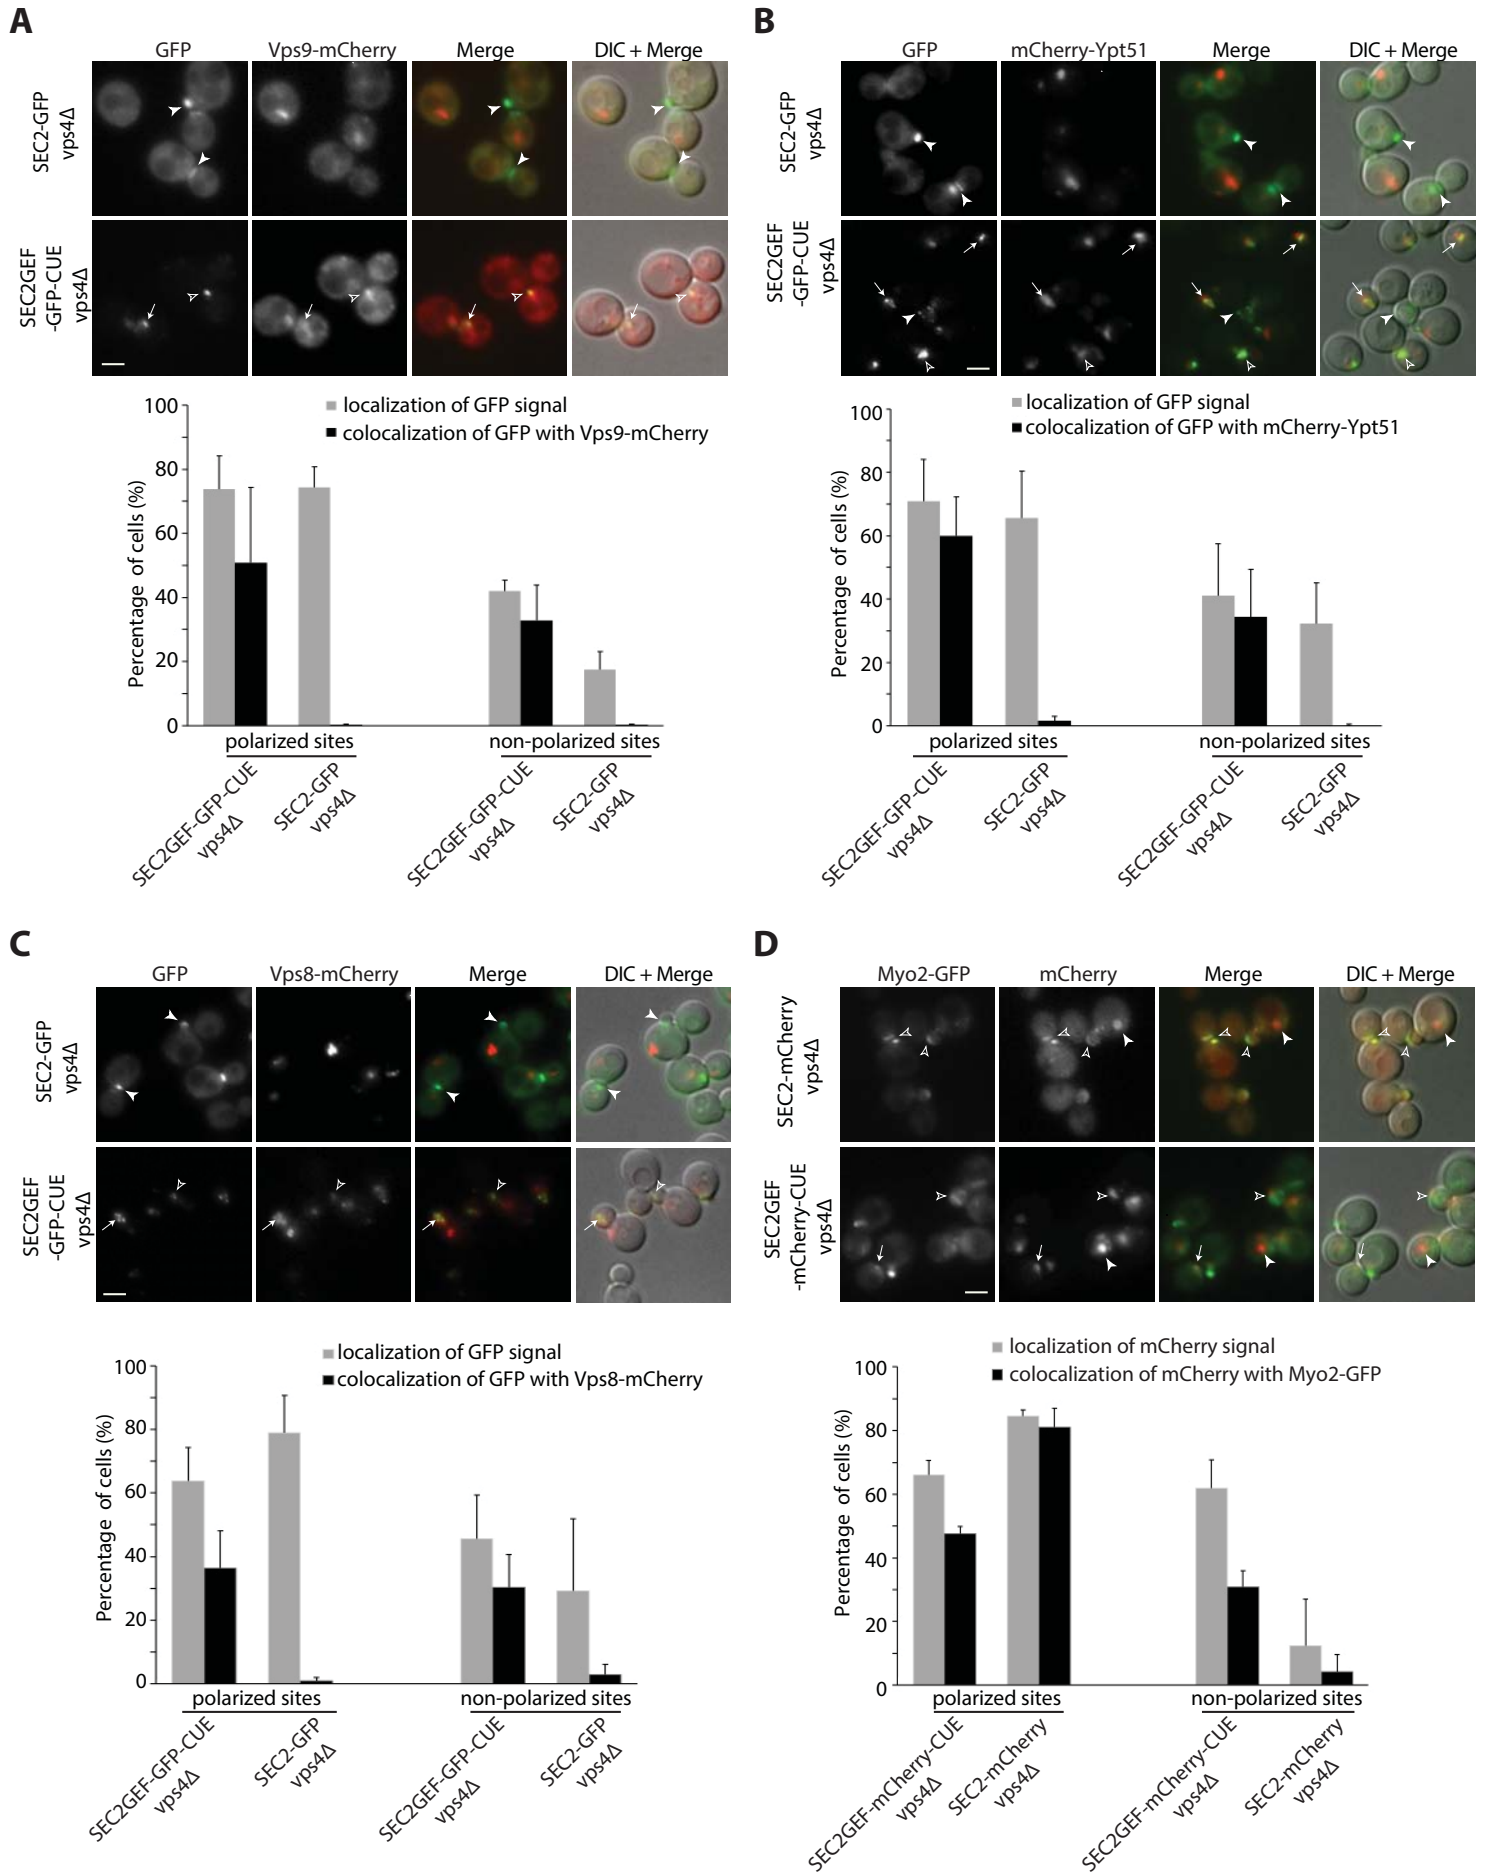 A
GFP Vps9-mCherry Merge DIC + Merge
SEC2-GFP
vps4Δ
SEC2GEF
-GFP-CUE
vps4Δ
localization of GFP signal
colocalization of GFP with Vps9-mCherry
Percentage of cells (%)
100
80
60
40
20
0
polarized sites non-polarized sites
SEC2GEF-GFP-CUE
vps4Δ
SEC2-GFP
vps4Δ
SEC2GEF-GFP-CUE
vps4Δ
SEC2-GFP
vps4Δ
B
GFP mCherry-Ypt51 Merge DIC + Merge
SEC2-GFP
vps4Δ
SEC2GEF
-GFP-CUE
vps4Δ
localization of GFP signal
colocalization of GFP with mCherry-Ypt51
Percentage of cells (%)
100
80
60
40
20
0
polarized sites non-polarized sites
SEC2GEF-GFP-CUE
vps4Δ
SEC2-GFP
vps4Δ
SEC2GEF-GFP-CUE
vps4Δ
SEC2-GFP
vps4Δ
C
GFP Vps8-mCherry Merge DIC + Merge
SEC2-GFP
vps4Δ
SEC2GEF
-GFP-CUE
vps4Δ
localization of GFP signal
colocalization of GFP with Vps8-mCherry
Percentage of cells (%)
100
80
60
40
20
0
polarized sites non-polarized sites
SEC2GEF-GFP-CUE
vps4Δ
SEC2-GFP
vps4Δ
SEC2GEF-GFP-CUE
vps4Δ
SEC2-GFP
vps4Δ
D
Myo2-GFP mCherry Merge DIC + Merge
SEC2-mCherry
vps4Δ
SEC2GEF
-mCherry-CUE
vps4Δ
localization of mCherry signal
colocalization of mCherry with Myo2-GFP
Percentage of cells (%)
100
80
60
40
20
0
polarized sites non-polarized sites
SEC2GEF-mCherry-CUE
vps4Δ
SEC2-mCherry
vps4Δ
SEC2GEF-mCherry-CUE
vps4Δ
SEC2-mCherry
vps4Δ